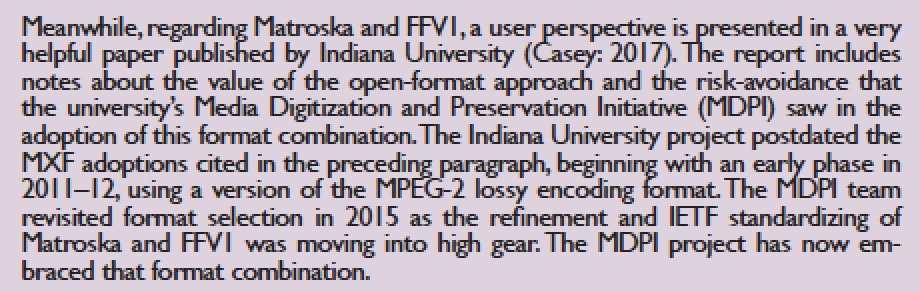 Meanwhile, regarding Matroska and FFV1, a user perspective is presented in a very
helpful paper published by Indiana University (Casey: 2017). The report includes
notes about the value of the open-format approach and the risk-avoidance that
the university's Media Digitization and Preservation Initiative (MDPI) saw in the
adoption of this format combination. The Indiana University project postdated the
MXF adoptions cited in the preceding paragraph, beginning with an early phase in
2011–12, using a version of the MPEG-2 lossy encoding format. The MDPI team
revisited format selection in 2015 as the refinement and IETF standardizing of
Matroska and FFV1 was moving into high gear. The MDPI project has now em-
braced that format combination.